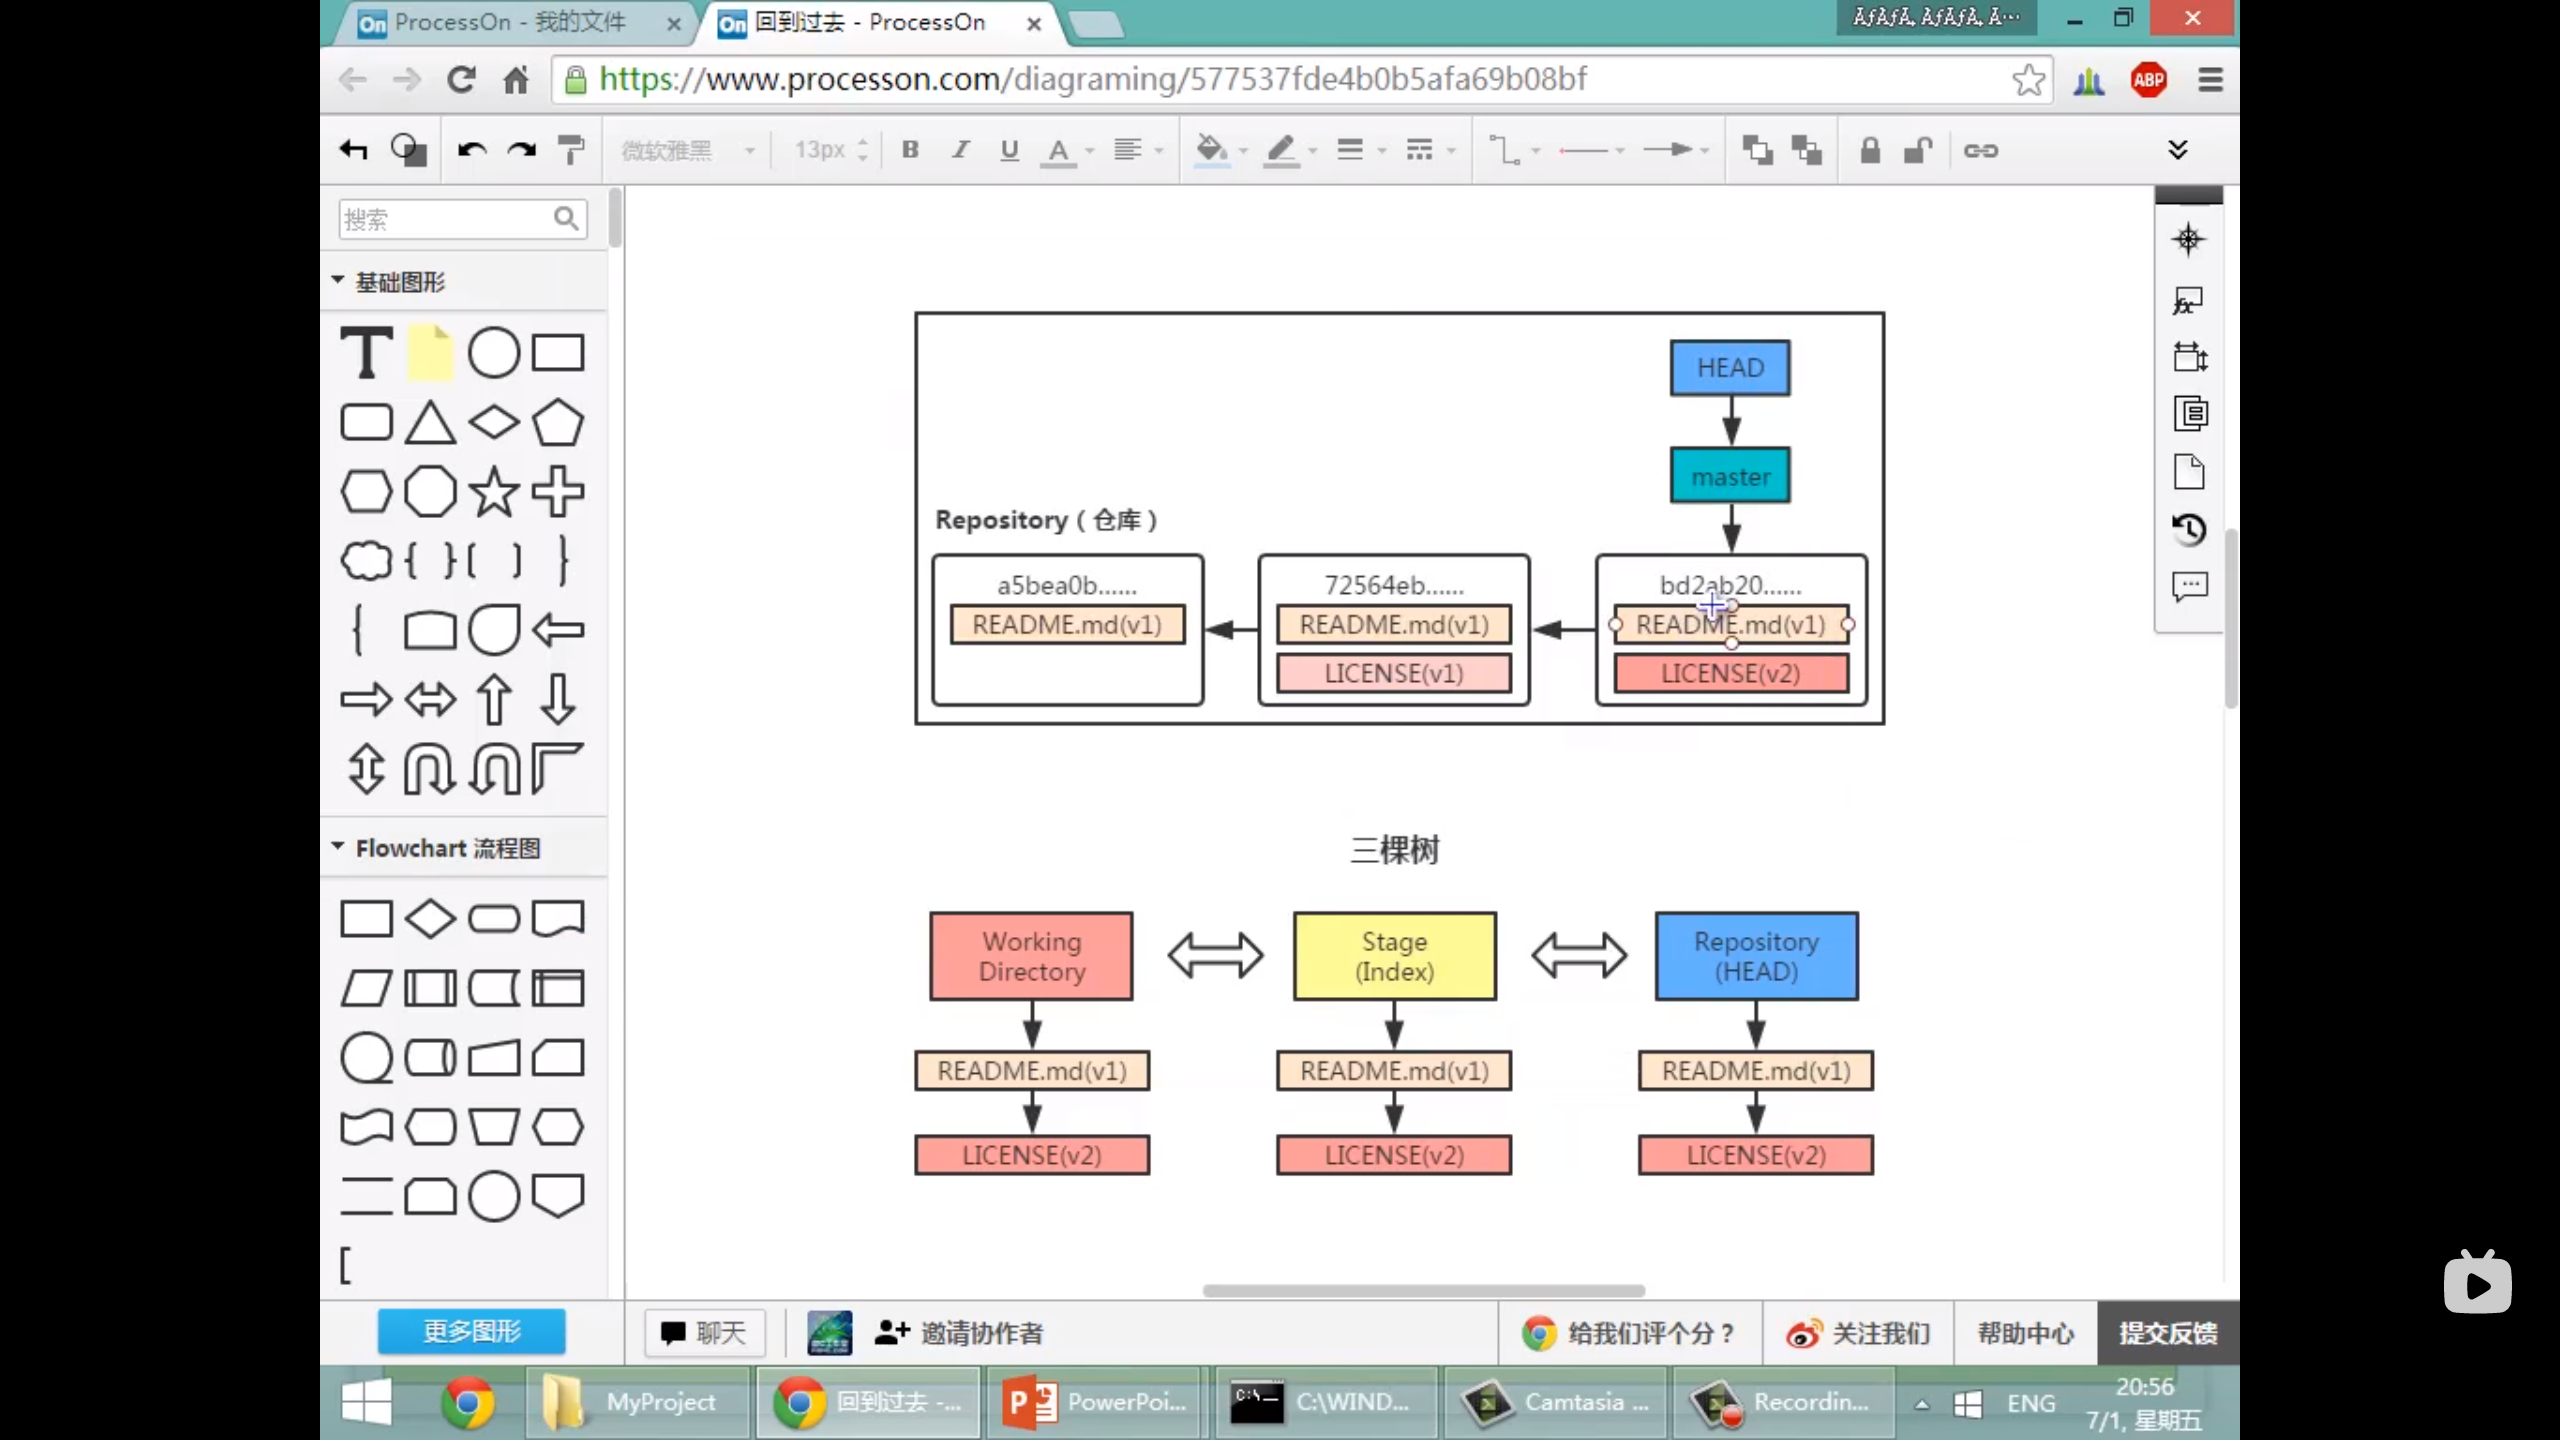 ProcessOn - 我的文件
回到过去 - ProcessOn
https://www.processon.com/diagraming/577537fde4b0b5afa69b08bf
微软雅黑 13px B I U A
搜索
基础图形
Flowchart 流程图
更多图形
HEAD
master
Repository（仓库）
a5bea0b...... 72564eb...... bd2ab20......
README.md(v1) README.md(v1) README.md(v1)
LICENSE(v1) LICENSE(v2)
三棵树
Working
Directory
Stage
(Index)
Repository
(HEAD)
README.md(v1) README.md(v1) README.md(v1)
LICENSE(v2) LICENSE(v2) LICENSE(v2)
聊天 邀请协作者 给我们评个分？ 关注我们 帮助中心 提交反馈
MyProject 回到过去 -... PowerPoi... C:\WIND... Camtasia ... Recordin... ENG
20:56
7/1, 星期五